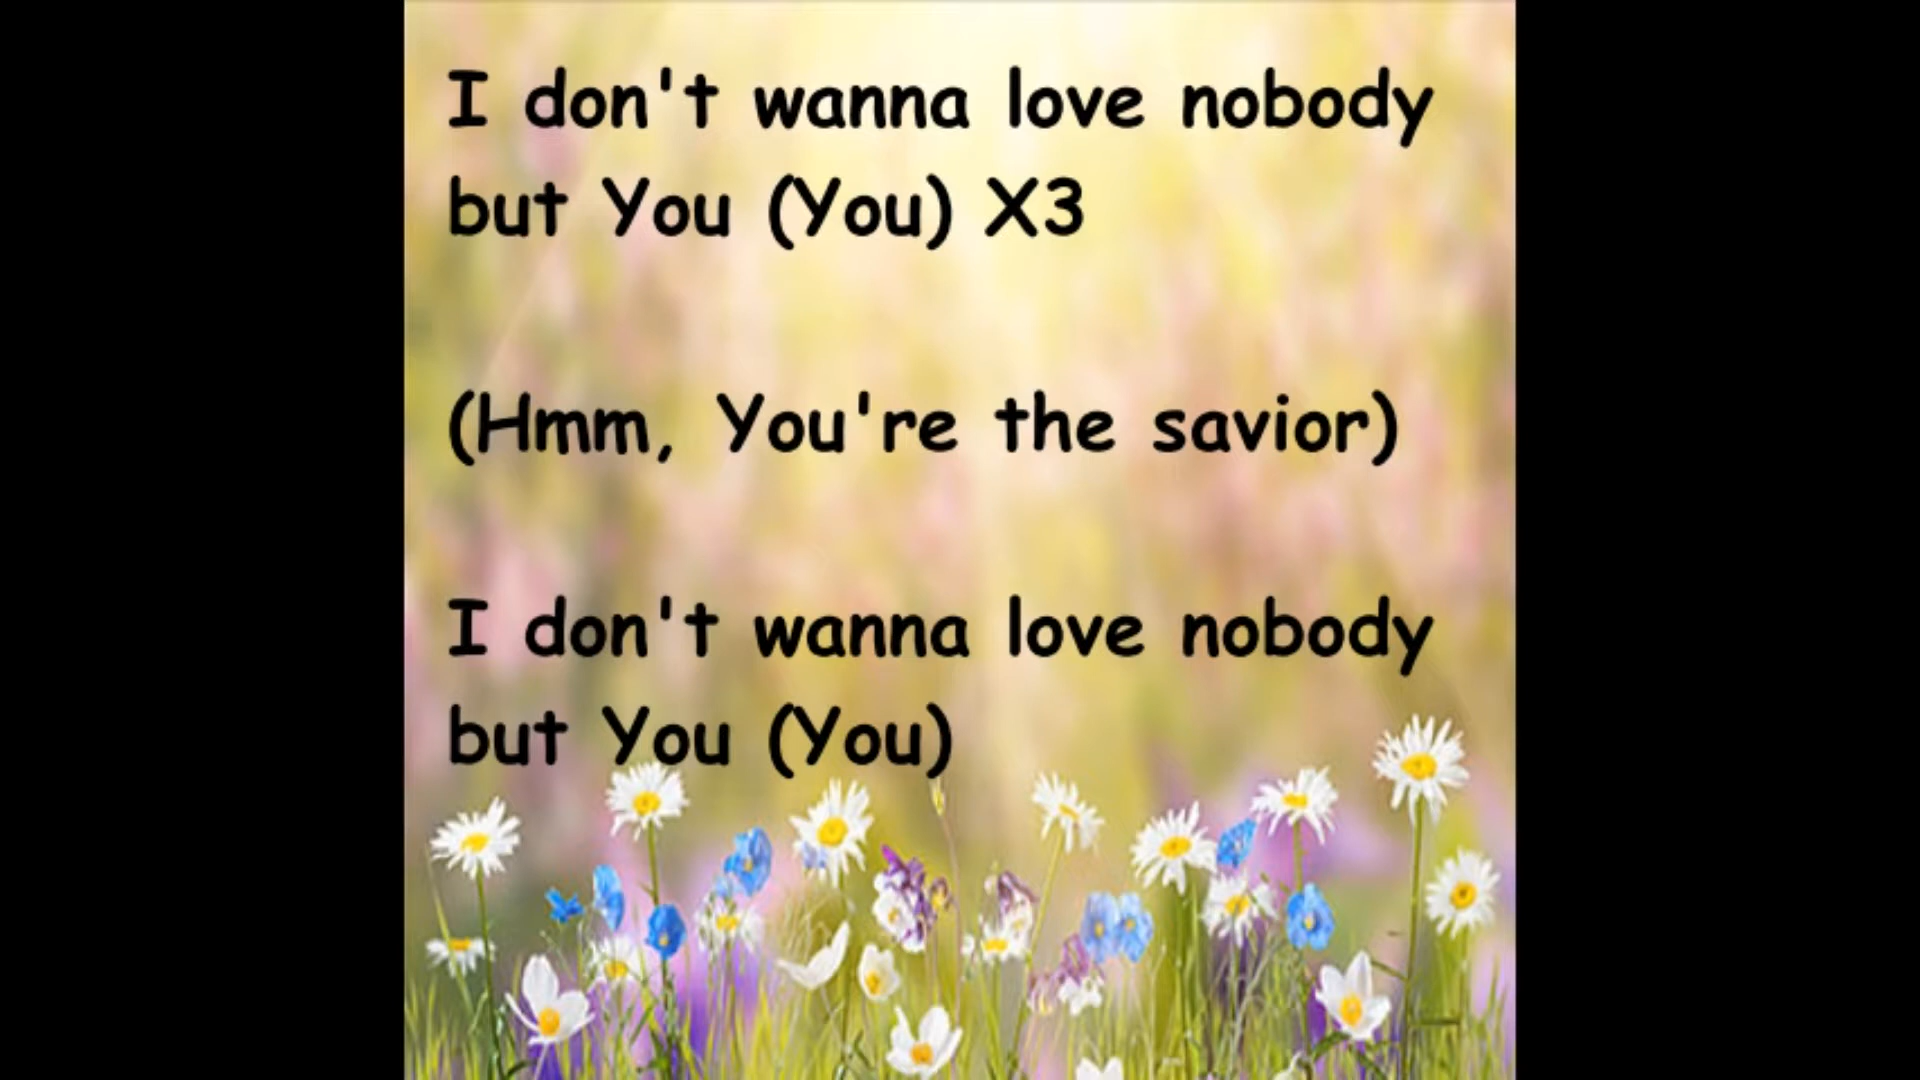 I don't wanna love nobody
but You (You) X3
(Hmm, You're the savior)
I don't wanna love nobody
but You (You)